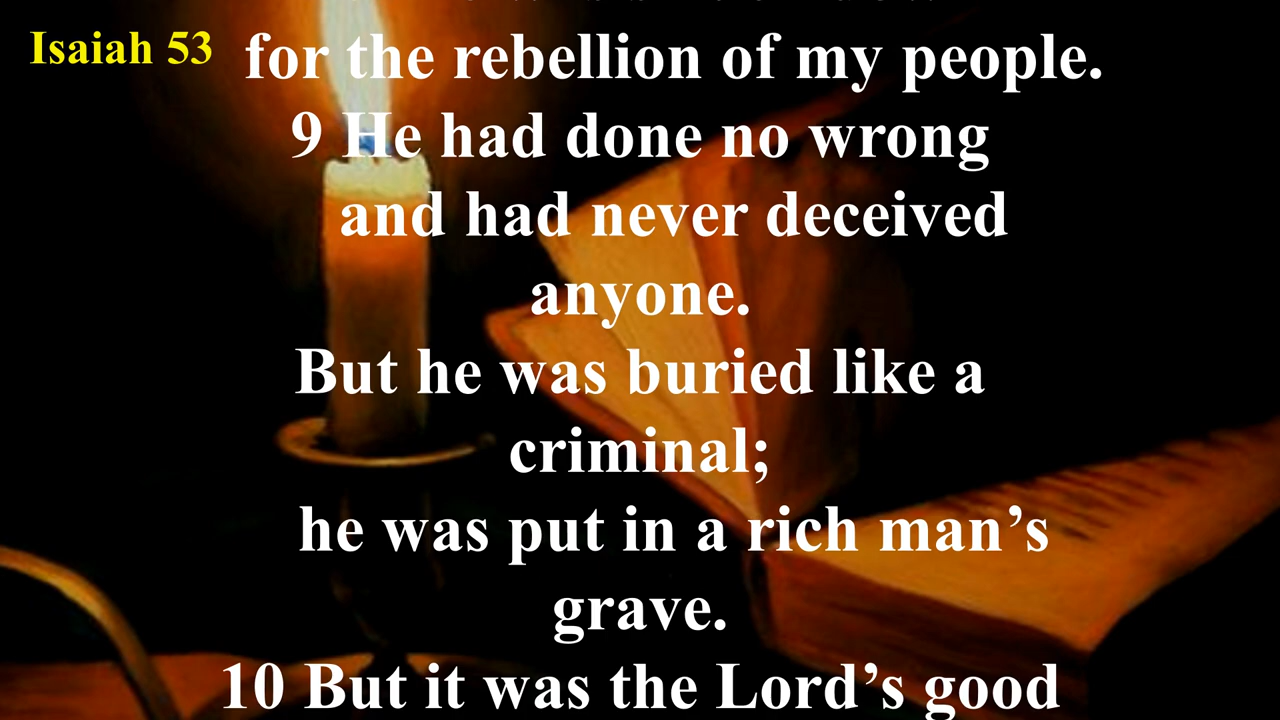 Isaiah 53
for the rebellion of my people.
9 He had done no wrong
and had never deceived
anyone.
But he was buried like a
criminal;
he was put in a rich man’s
grave.
10 But it was the Lord’s good